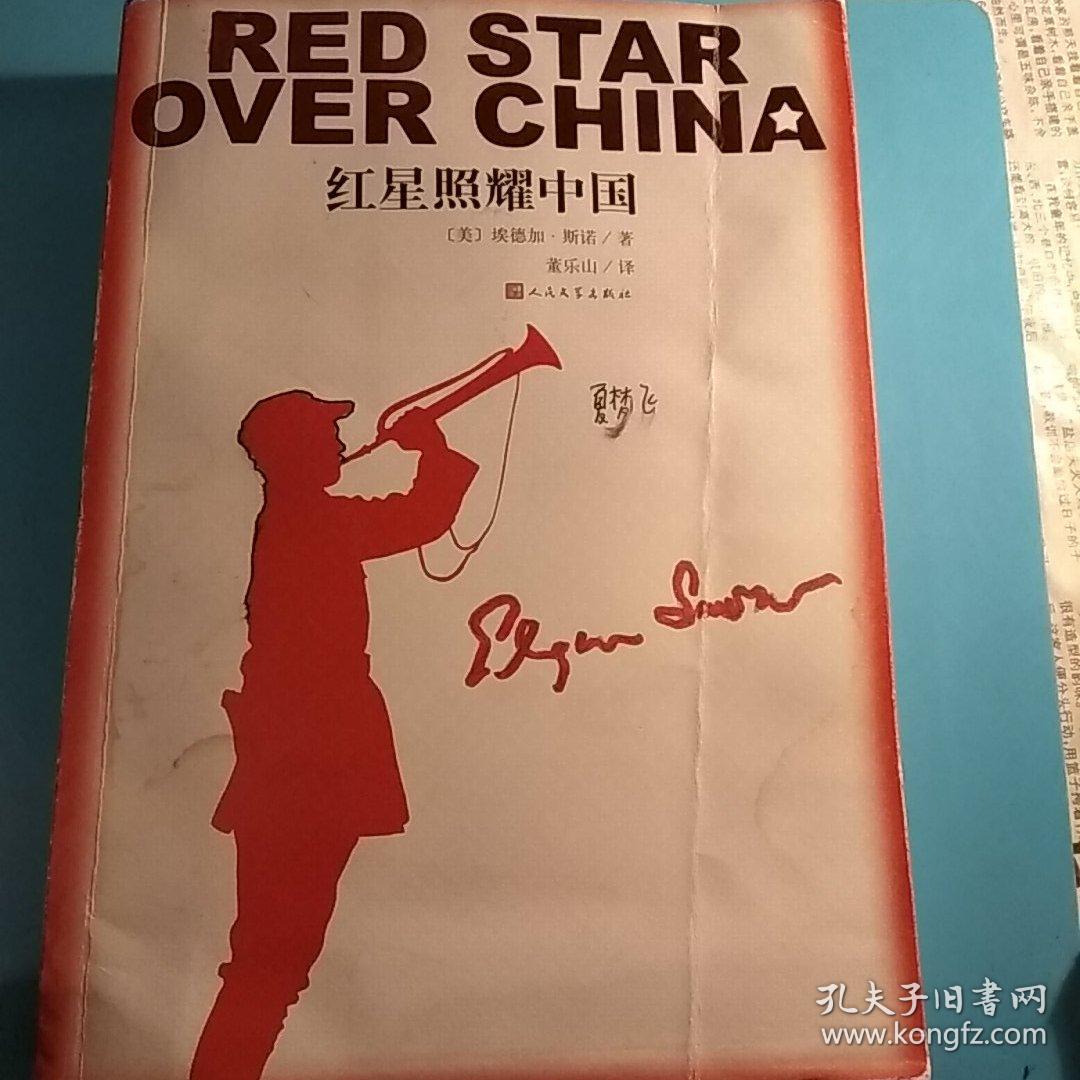 RED STAR
OVER CHINA
红星照耀中国
〔美〕埃德加·斯诺/著
董乐山/译
人民文学出版社
夏梦飞
Edgar Snow
孔夫子旧书网
www.kongfz.com